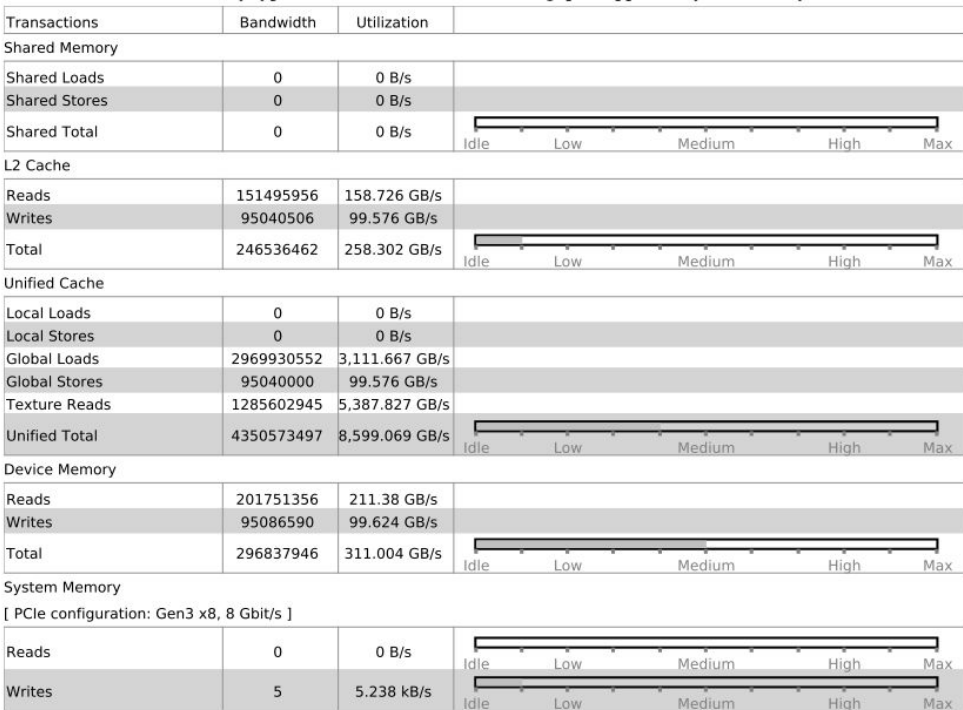 Transactions Bandwidth Utilization
Shared Memory
Shared Loads 0 0 B/s
Shared Stores 0 0 B/s
Shared Total 0 0 B/s
Idle Low Medium High Max
L2 Cache
Reads 151495956 158.726 GB/s
Writes 95040506 99.576 GB/s
Total 246536462 258.302 GB/s
Idle Low Medium High Max
Unified Cache
Local Loads 0 0 B/s
Local Stores 0 0 B/s
Global Loads 2969930552 3,111.667 GB/s
Global Stores 95040000 99.576 GB/s
Texture Reads 1285602945 5,387.827 GB/s
Unified Total 4350573497 8,599.069 GB/s
Idle Low Medium High Max
Device Memory
Reads 201751356 211.38 GB/s
Writes 95086590 99.624 GB/s
Total 296837946 311.004 GB/s
Idle Low Medium High Max
System Memory
[ PCIe configuration: Gen3 x8, 8 Gbit/s ]
Reads 0 0 B/s
Idle Low Medium High Max
Writes 5 5.238 kB/s
Idle Low Medium High Max